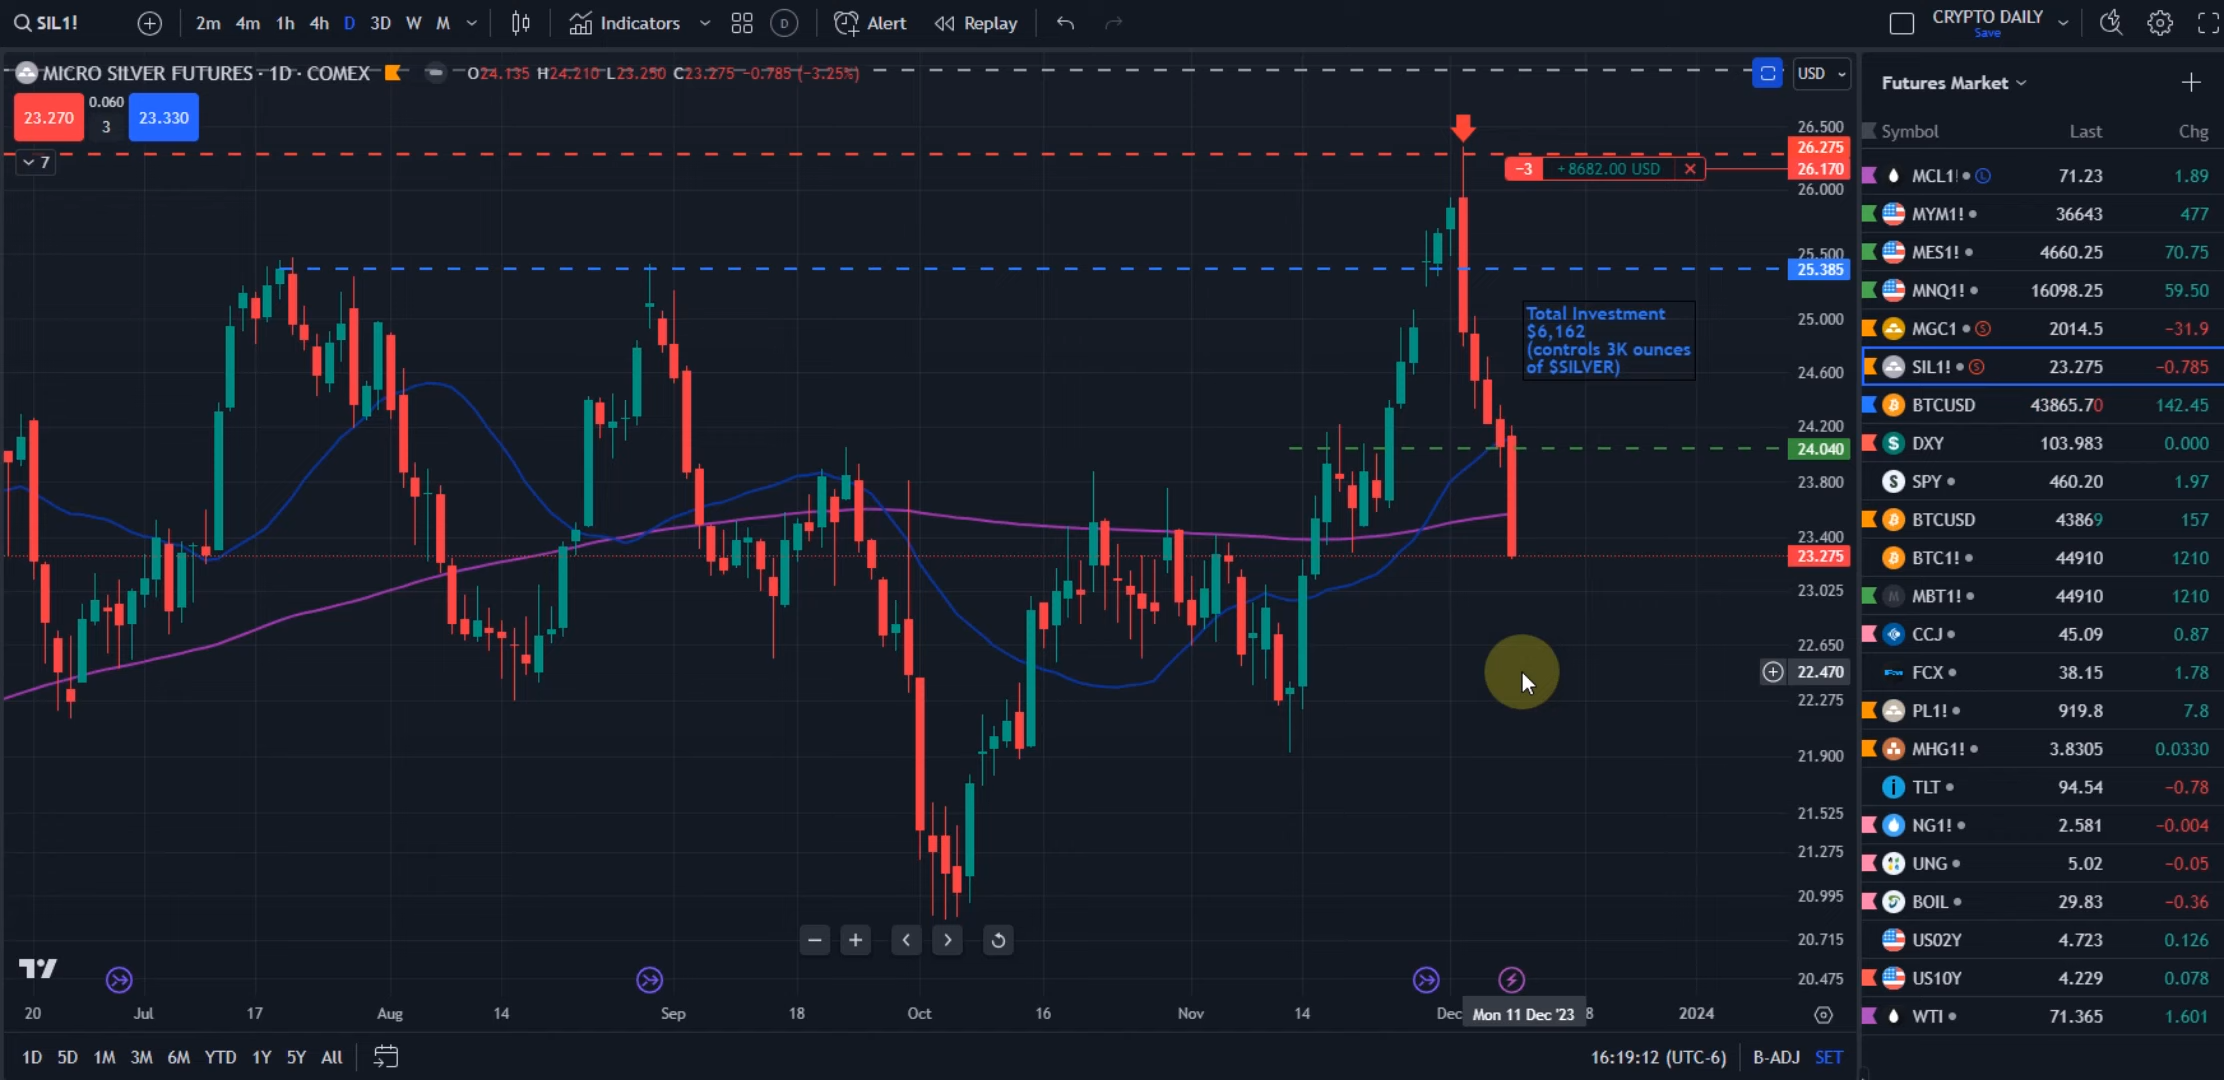 SIL1! 2m 4m 1h 4h D 3D W M Indicators D Alert Replay CRYPTO DAILY
Save
MICRO SILVER FUTURES · 1D · COMEX O24.135 H24.210 L23.250 C23.275 −0.785 (−3.25%) USD
23.270 0.060 23.330
3
7
26.500
26.275
−3 +8682.00 USD 26.170
26.000
25.500
25.385
25.000
24.600
24.200
24.040
23.800
23.400
23.275
23.025
22.650
22.470
22.275
21.900
21.525
21.275
20.995
20.715
20.475
Total Investment
$6,162
(controls 3K ounces
of $SILVER)
20 Jul 17 Aug 14 Sep 18 Oct 16 Nov 14 Dec Mon 11 Dec '23 8 2024
1D 5D 1M 3M 6M YTD 1Y 5Y All 16:19:12 (UTC-6) B-ADJ SET
Futures Market
Symbol Last Chg
MCL1! L 71.23 1.89
MYM1! 36643 477
MES1! 4660.25 70.75
MNQ1! 16098.25 59.50
MGC1 S 2014.5 −31.9
SIL1! S 23.275 −0.785
BTCUSD 43865.70 142.45
DXY 103.983 0.000
SPY 460.20 1.97
BTCUSD 43869 157
BTC1! 44910 1210
MBT1! 44910 1210
CCJ 45.09 0.87
FCX 38.15 1.78
PL1! 919.8 7.8
MHG1! 3.8305 0.0330
TLT 94.54 −0.78
NG1! 2.581 −0.004
UNG 5.02 −0.05
BOIL 29.83 −0.36
US02Y 4.723 0.126
US10Y 4.229 0.078
WTI 71.365 1.601